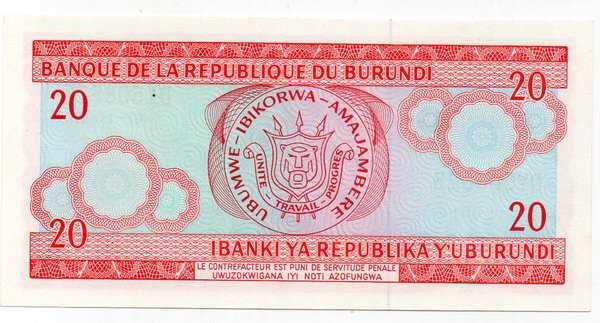 BANQUE DE LA REPUBLIQUE DU BURUNDI
20
20
UBUMWE - IBIKORWA - AMAJAMBERE
UNITE - TRAVAIL - PROGRES
20
20
IBANKI YA REPUBLIKA Y'UBURUNDI
LE CONTREFACTEUR EST PUNI DE SERVITUDE PENALE
UWUZOKWIGANA IYI NOTI AZOFUNGWA